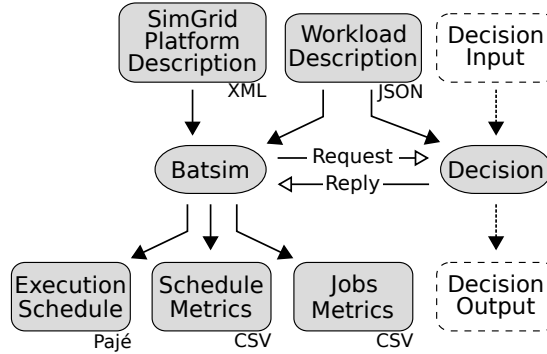 SimGrid
Platform
Description
XML
Workload
Description
JSON
Decision
Input
Batsim
Request
Reply
Decision
Execution
Schedule
Pajé
Schedule
Metrics
CSV
Jobs
Metrics
CSV
Decision
Output